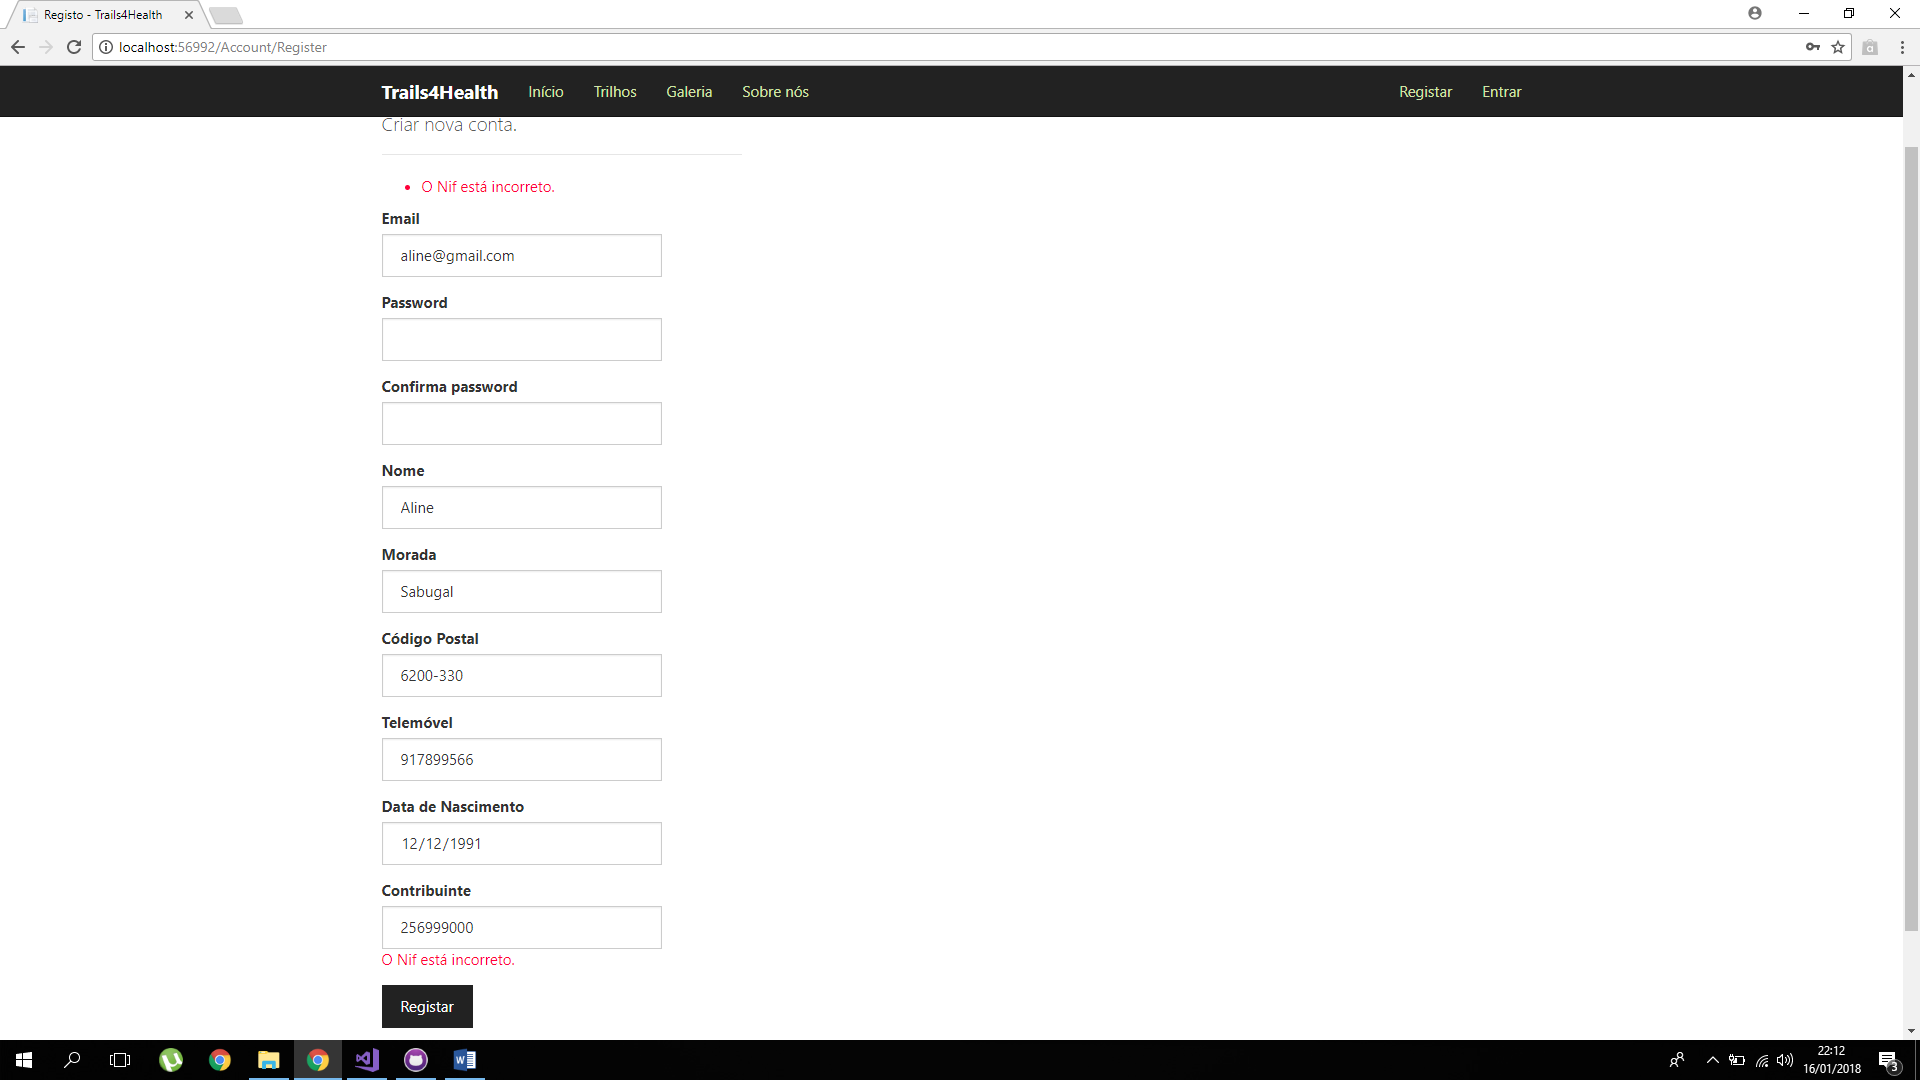 Registo - Trails4Health
localhost:56992/Account/Register
Trails4Health Início Trilhos Galeria Sobre nós Registar Entrar
Criar nova conta.
O Nif está incorreto.
Email
aline@gmail.com
Password
Confirma password
Nome
Aline
Morada
Sabugal
Código Postal
6200-330
Telemóvel
917899566
Data de Nascimento
12/12/1991
Contribuinte
256999000
O Nif está incorreto.
Registar
22:12
16/01/2018
3